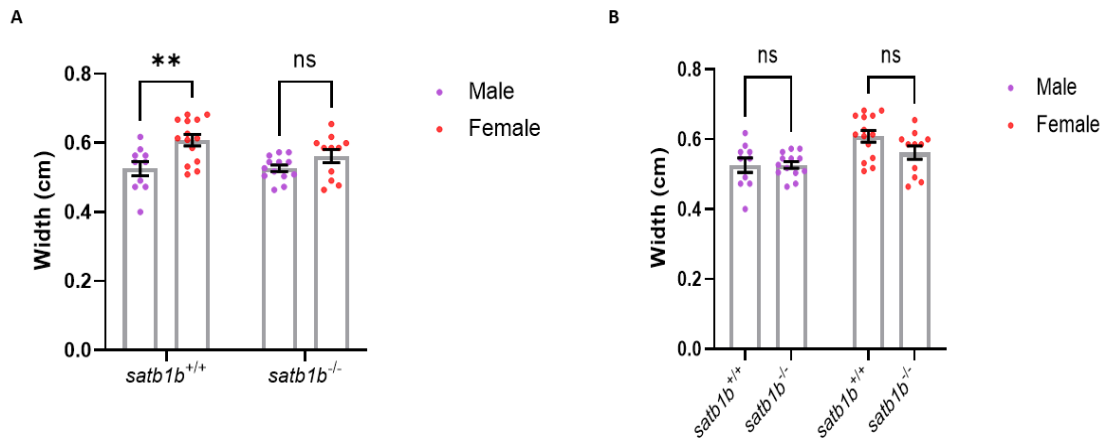 A
**
ns
0.8
0.6
0.4
0.2
0.0
Width (cm)
satb1b+/+
satb1b-/-
Male
Female
B
ns
ns
0.8
0.6
0.4
0.2
0.0
Width (cm)
satb1b+/+
satb1b-/-
satb1b+/+
satb1b-/-
Male
Female